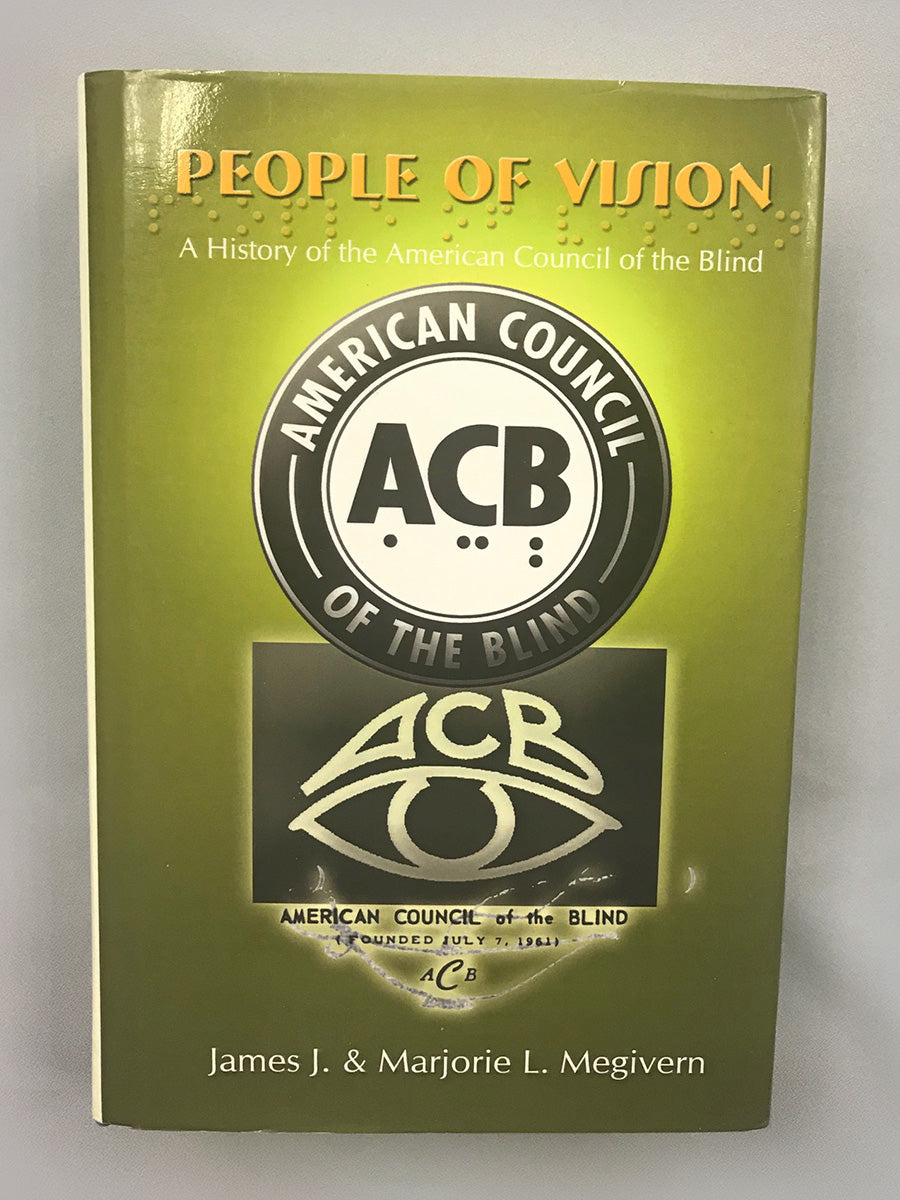 PEOPLE OF VISION
A History of the American Council of the Blind
AMERICAN COUNCIL
ACB
OF THE BLIND
ACB
AMERICAN COUNCIL of the BLIND
(FOUNDED JULY 7, 1961)
ACB
James J. & Marjorie L. Megivern